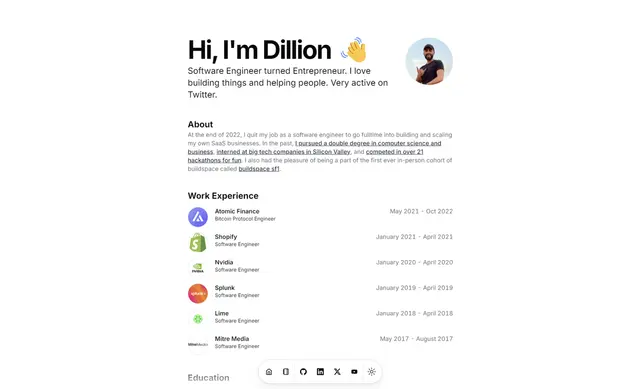 Hi, I'm Dillion 👋
Software Engineer turned Entrepreneur. I love
building things and helping people. Very active on
Twitter.
About
At the end of 2022, I quit my job as a software engineer to go fulltime into building and scaling
my own SaaS businesses. In the past, I pursued a double degree in computer science and
business, interned at big tech companies in Silicon Valley, and competed in over 21
hackathons for fun. I also had the pleasure of being a part of the first ever in-person cohort of
buildspace called buildspace sf1.
Work Experience
Atomic Finance May 2021 - Oct 2022
Bitcoin Protocol Engineer
Shopify January 2021 - April 2021
Software Engineer
Nvidia January 2020 - April 2020
NVIDIA
Software Engineer
Splunk January 2019 - April 2019
splunk>
Software Engineer
Lime January 2018 - April 2018
Software Engineer
Mitre Media May 2017 - August 2017
MitreMedia
Software Engineer
Education